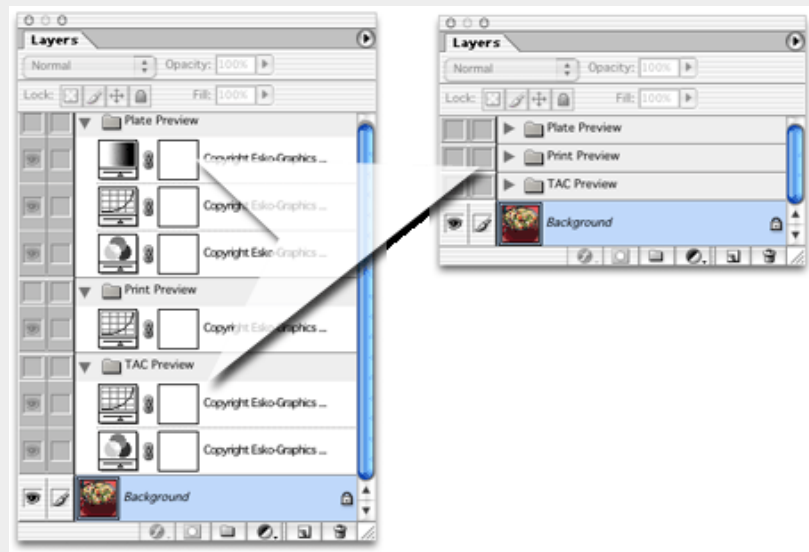 Layers
Normal
Opacity: 100%
Lock:
Fill: 100%
Plate Preview
Copyright Esko-Graphics ...
Copyright Esko-Graphics ...
Copyright Esko-Graphics ...
Print Preview
Copyright Esko-Graphics ...
TAC Preview
Copyright Esko-Graphics ...
Copyright Esko-Graphics ...
Background
Layers
Normal
Opacity: 100%
Lock:
Fill: 100%
Plate Preview
Print Preview
TAC Preview
Background